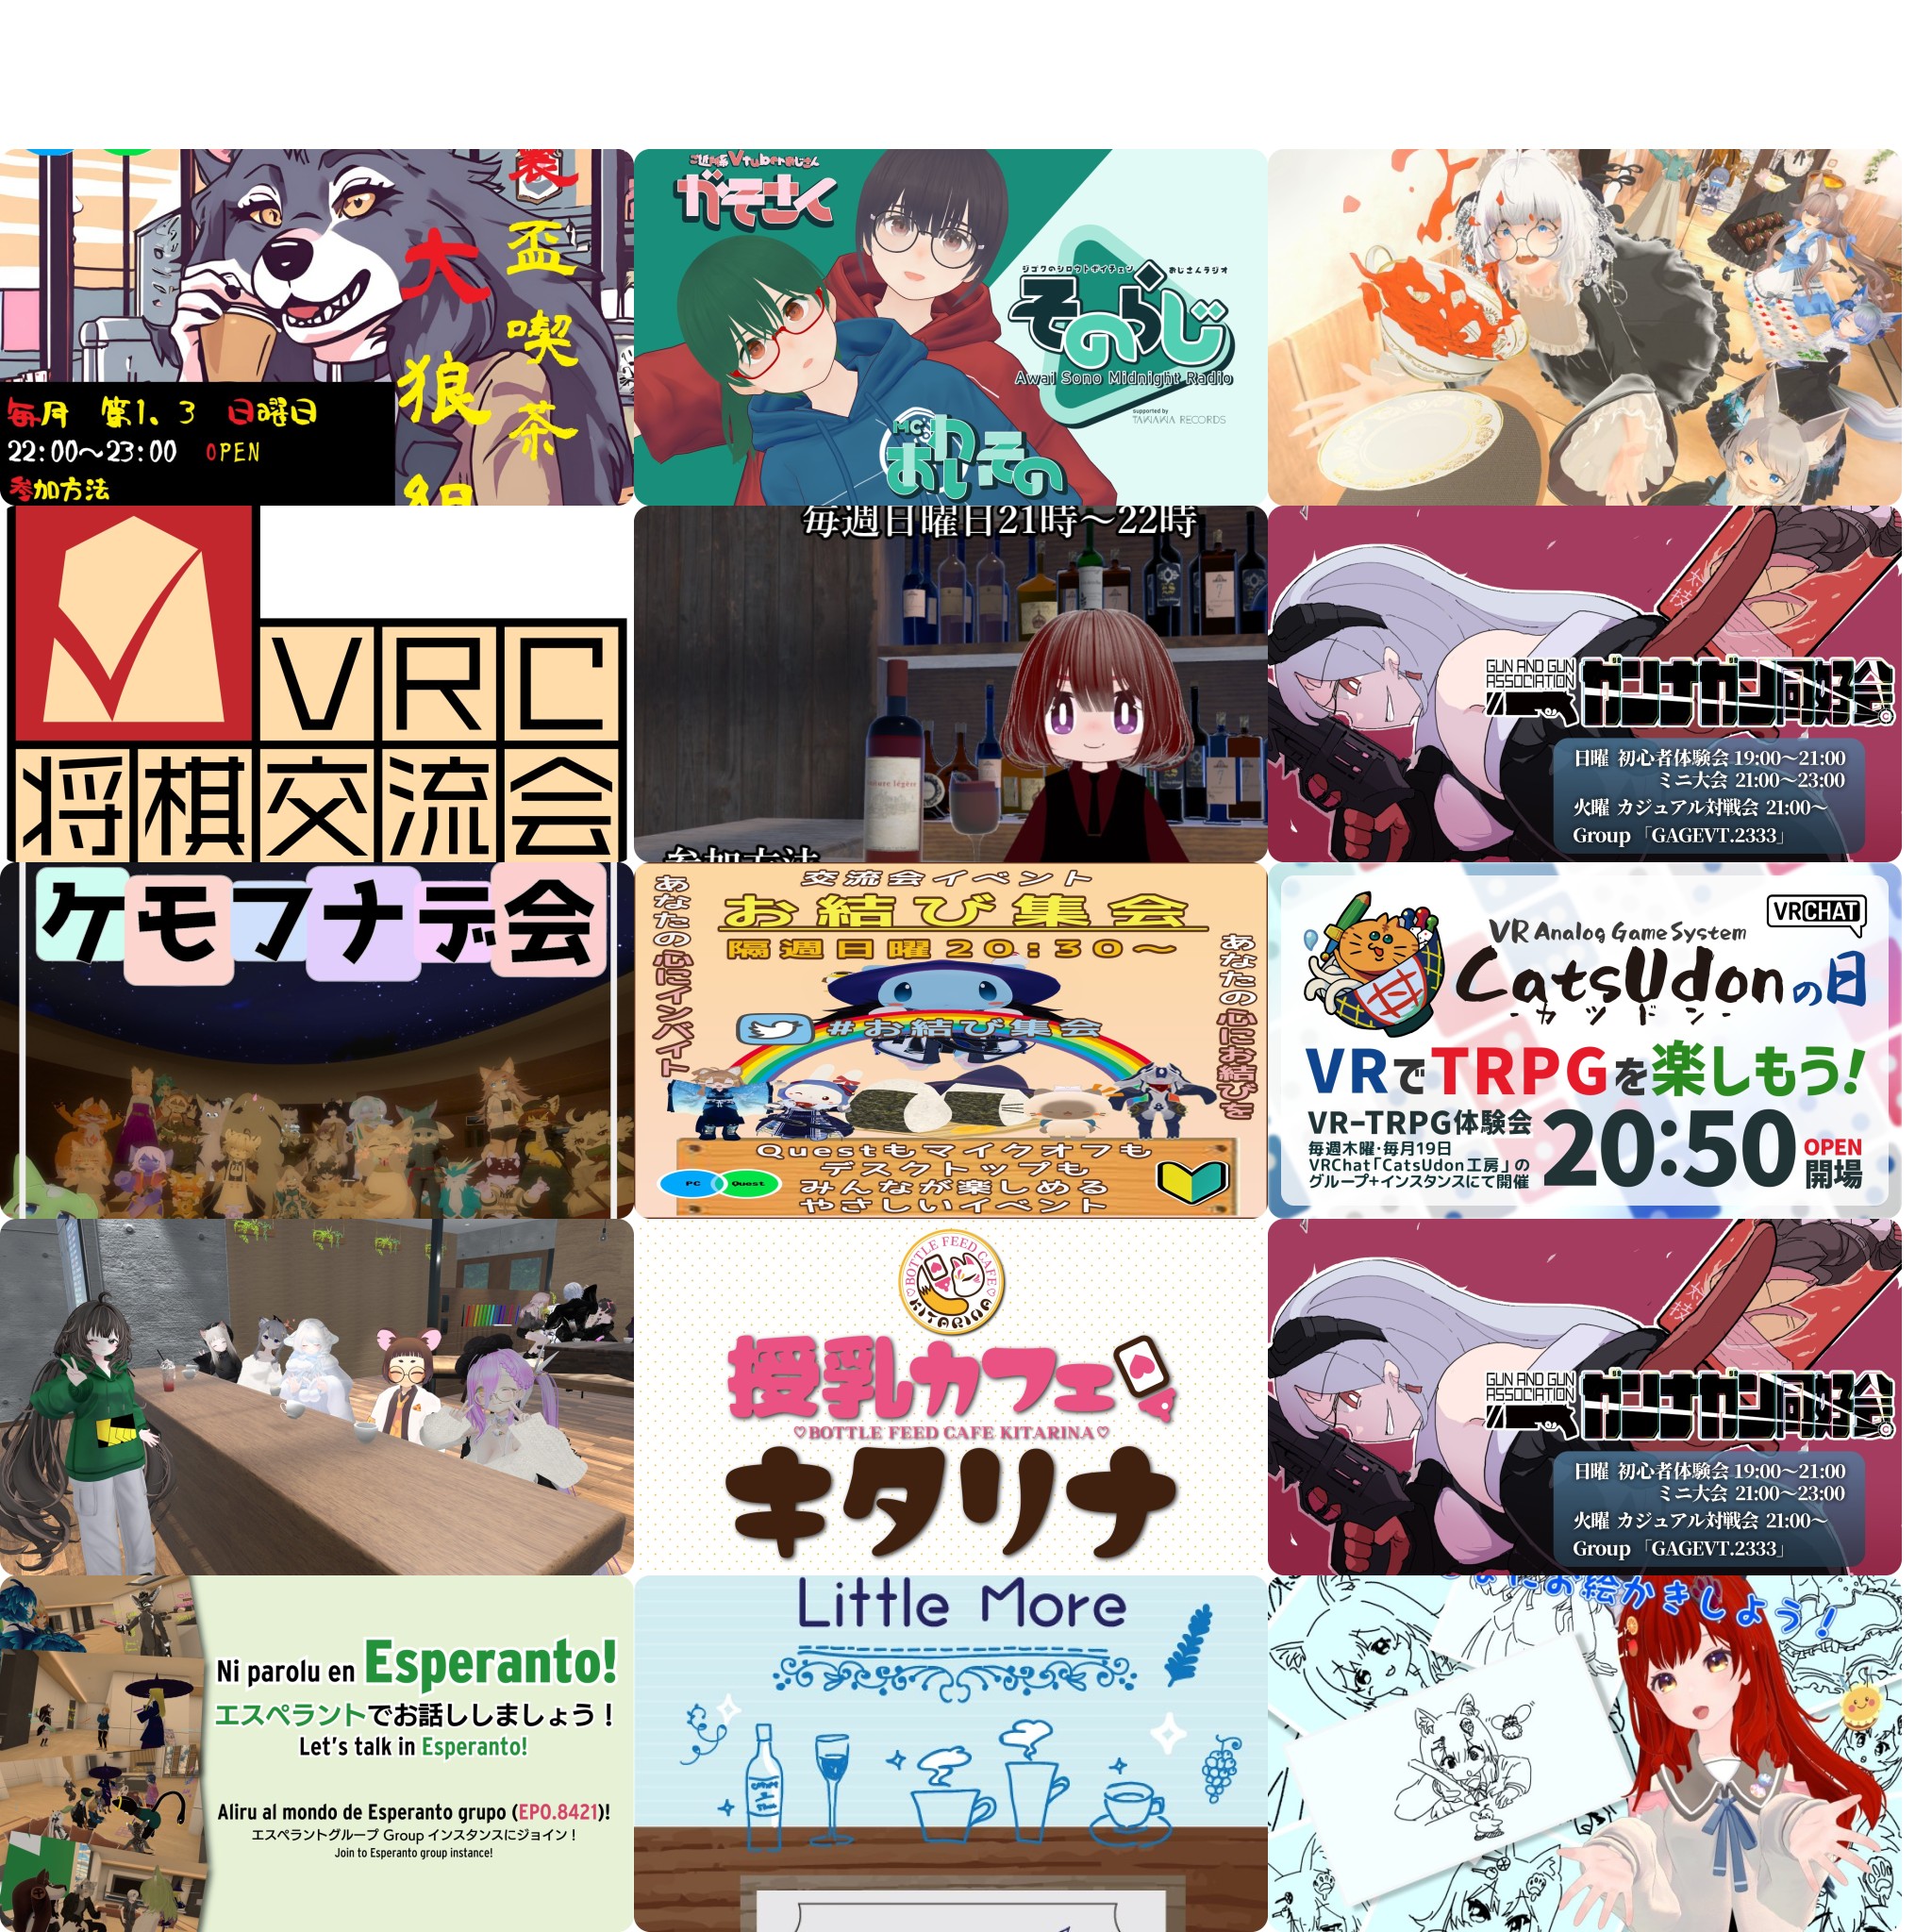 裏
盃
喫
茶
大
狼
組
毎月 第1、3 日曜日
22:00〜23:00 OPEN
参加方法
ご近所系Vtuberおじさん
がそさく
ジゴクのシロウトボイチェン おじさんラジオ
そのらじ
Awaii Sono Midnight Radio
supported by
TAWAWA RECORDS
MC:
VRC
将棋交流会
毎週日曜日21時〜22時
参加方法
GUN AND GUN
ASSOCIATION
ガンナガン同好会
日曜 初心者体験会 19:00〜21:00
ミニ大会 21:00〜23:00
火曜 カジュアル対戦会 21:00〜
Group 「GAGEVT.2333」
ケモフナデ会
交流会イベント
お結び集会
隔週日曜20:30〜
あなたの心にインバイト
あなたの心にお結びを
#お結び集会
Questもマイクオフも
デスクトップも
みんなが楽しめる
やさしいイベント
PC Quest
VRCHAT
VR Analog Game System
CatsUdonの日
-カツドン-
VRでTRPGを楽しもう!
VR-TRPG体験会
毎週木曜・毎月19日
VRChat「CatsUdon工房」の
グループ+インスタンスにて開催
20:50
OPEN
開場
BOTTLE FEED CAFE
KITARINA
授乳カフェ
♡BOTTLE FEED CAFE KITARINA♡
キタリナ
GUN AND GUN
ASSOCIATION
ガンナガン同好会
日曜 初心者体験会 19:00〜21:00
ミニ大会 21:00〜23:00
火曜 カジュアル対戦会 21:00〜
Group 「GAGEVT.2333」
Ni parolu en Esperanto!
エスペラントでお話ししましょう！
Let's talk in Esperanto!
Aliru al mondo de Esperanto grupo (EPO.8421)!
エスペラントグループ Group インスタンスにジョイン！
Join to Esperanto group instance!
Little More
にお絵かきしよう！